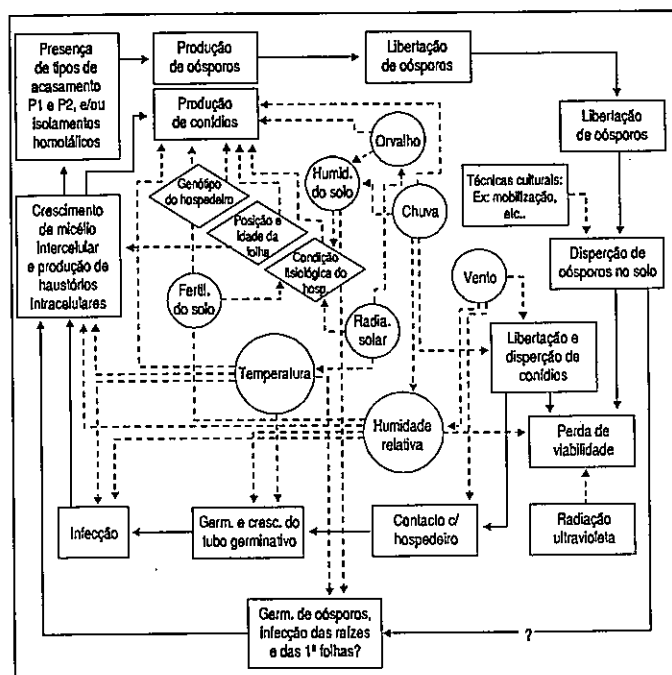 Presença
de tipos de
acasamento
P1 e P2, e/ou
isolamentos
homotálicos
Produção
de oósporos
Libertação
de oósporos
Produção
de conídios
Orvalho
Libertação
de oósporos
Humid.
do solo
Técnicas culturais:
Ex: mobilização,
etc..
Genótipo
do hospedeiro
Chuva
Crescimento
de micélio
intercelular
e produção de
haustórios
intracelulares
Posição e
idade da
folha
Dispersão de
oósporos no solo
Condição
fisiológica do
hosp.
Vento
Fertil.
do solo
Radia.
solar
Libertação e
disperção de
conídios
Temperatura
Humidade
relativa
Perda de
viabilidade
Infecção
Germ. e cresc. do
tubo germinativo
Contacto c/
hospedeiro
Radiação
ultravioleta
Germ. de oósporos,
infecção das raízes
e das 1ª folhas?
?